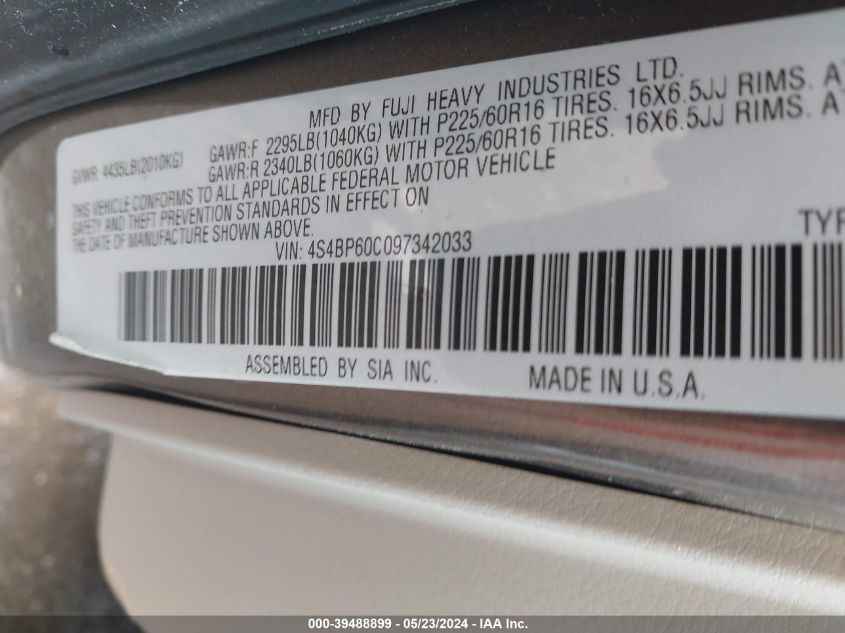 MFD BY FUJI HEAVY INDUSTRIES LTD.
GVWR: 4435LB(2010KG)
GAWR:F 2295LB(1040KG) WITH P225/60R16 TIRES. 16X6.5JJ RIMS. AT
GAWR:R 2340LB(1060KG) WITH P225/60R16 TIRES. 16X6.5JJ RIMS. AT
THIS VEHICLE CONFORMS TO ALL APPLICABLE FEDERAL MOTOR VEHICLE
SAFETY AND THEFT PREVENTION STANDARDS IN EFFECT ON
THE DATE OF MANUFACTURE SHOWN ABOVE.
VIN: 4S4BP60C097342033
TYP
ASSEMBLED BY SIA INC.
MADE IN U.S.A.
000-39488899 - 05/23/2024 - IAA Inc.